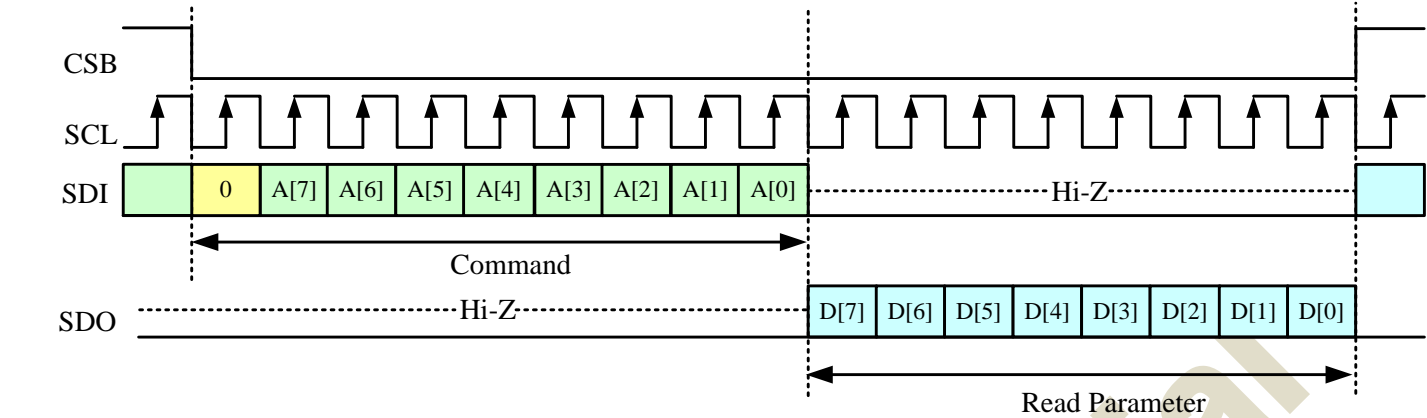 CSB
SCL
SDI 0 A[7] A[6] A[5] A[4] A[3] A[2] A[1] A[0] Hi-Z
Command
SDO Hi-Z D[7] D[6] D[5] D[4] D[3] D[2] D[1] D[0]
Read Parameter